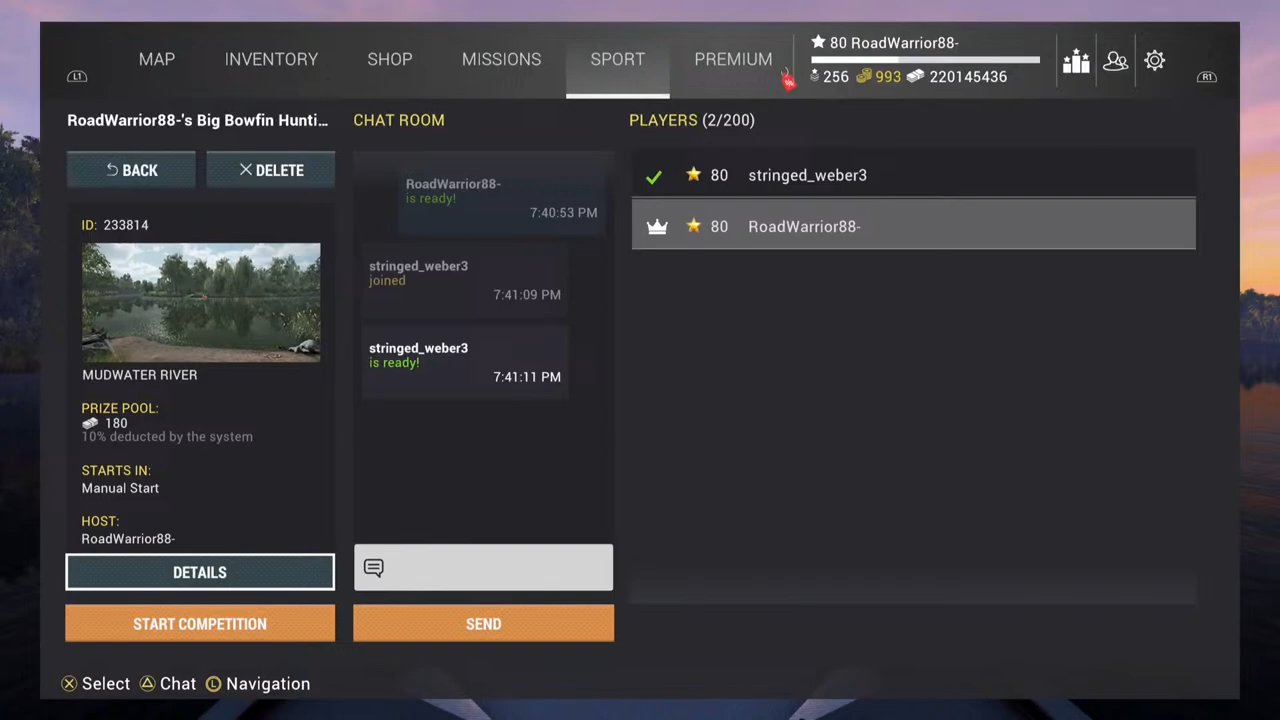 MAP
INVENTORY
SHOP
MISSIONS
SPORT
PREMIUM
80 RoadWarrior88-
256 993 220145436
L1
R1
RoadWarrior88-'s Big Bowfin Hunti...
BACK
DELETE
ID: 233814
MUDWATER RIVER
PRIZE POOL:
180
10% deducted by the system
STARTS IN:
Manual Start
HOST:
RoadWarrior88-
DETAILS
START COMPETITION
CHAT ROOM
RoadWarrior88-
is ready!
7:40:53 PM
stringed_weber3
joined
7:41:09 PM
stringed_weber3
is ready!
7:41:11 PM
SEND
PLAYERS (2/200)
80 stringed_weber3
80 RoadWarrior88-
Select Chat L Navigation